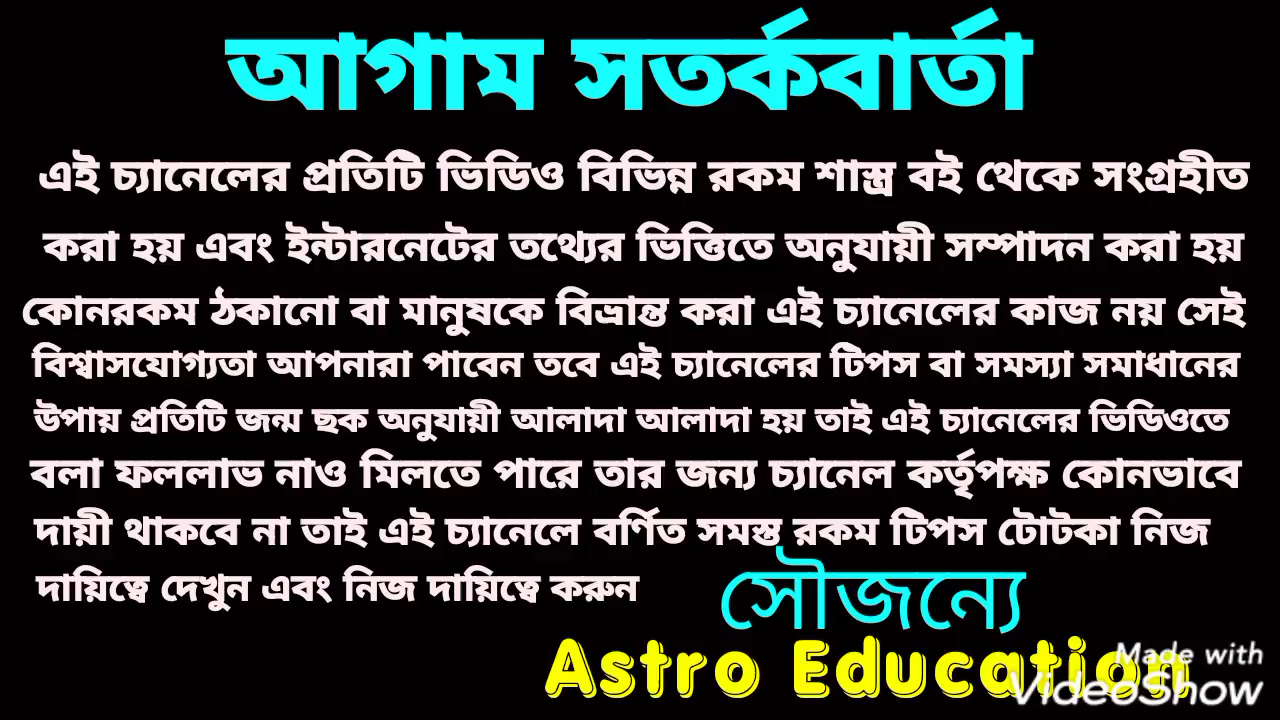 আগাম সতর্কবার্তা
এই চ্যানেলের প্রতিটি ভিডিও বিভিন্ন রকম শাস্ত্র বই থেকে সংগ্রহীত
করা হয় এবং ইন্টারনেটের তথ্যের ভিত্তিতে অনুযায়ী সম্পাদন করা হয়
কোনরকম ঠকানো বা মানুষকে বিভ্রান্ত করা এই চ্যানেলের কাজ নয় সেই
বিশ্বাসযোগ্যতা আপনারা পাবেন তবে এই চ্যানেলের টিপস বা সমস্যা সমাধানের
উপায় প্রতিটি জন্ম ছক অনুযায়ী আলাদা আলাদা হয় তাই এই চ্যানেলের ভিডিওতে
বলা ফললাভ নাও মিলতে পারে তার জন্য চ্যানেল কর্তৃপক্ষ কোনভাবে
দায়ী থাকবে না তাই এই চ্যানেলে বর্ণিত সমস্ত রকম টিপস টোটকা নিজ
দায়িত্বে দেখুন এবং নিজ দায়িত্বে করুন
সৌজন্যে
Astro Education
Made with
VideoShow